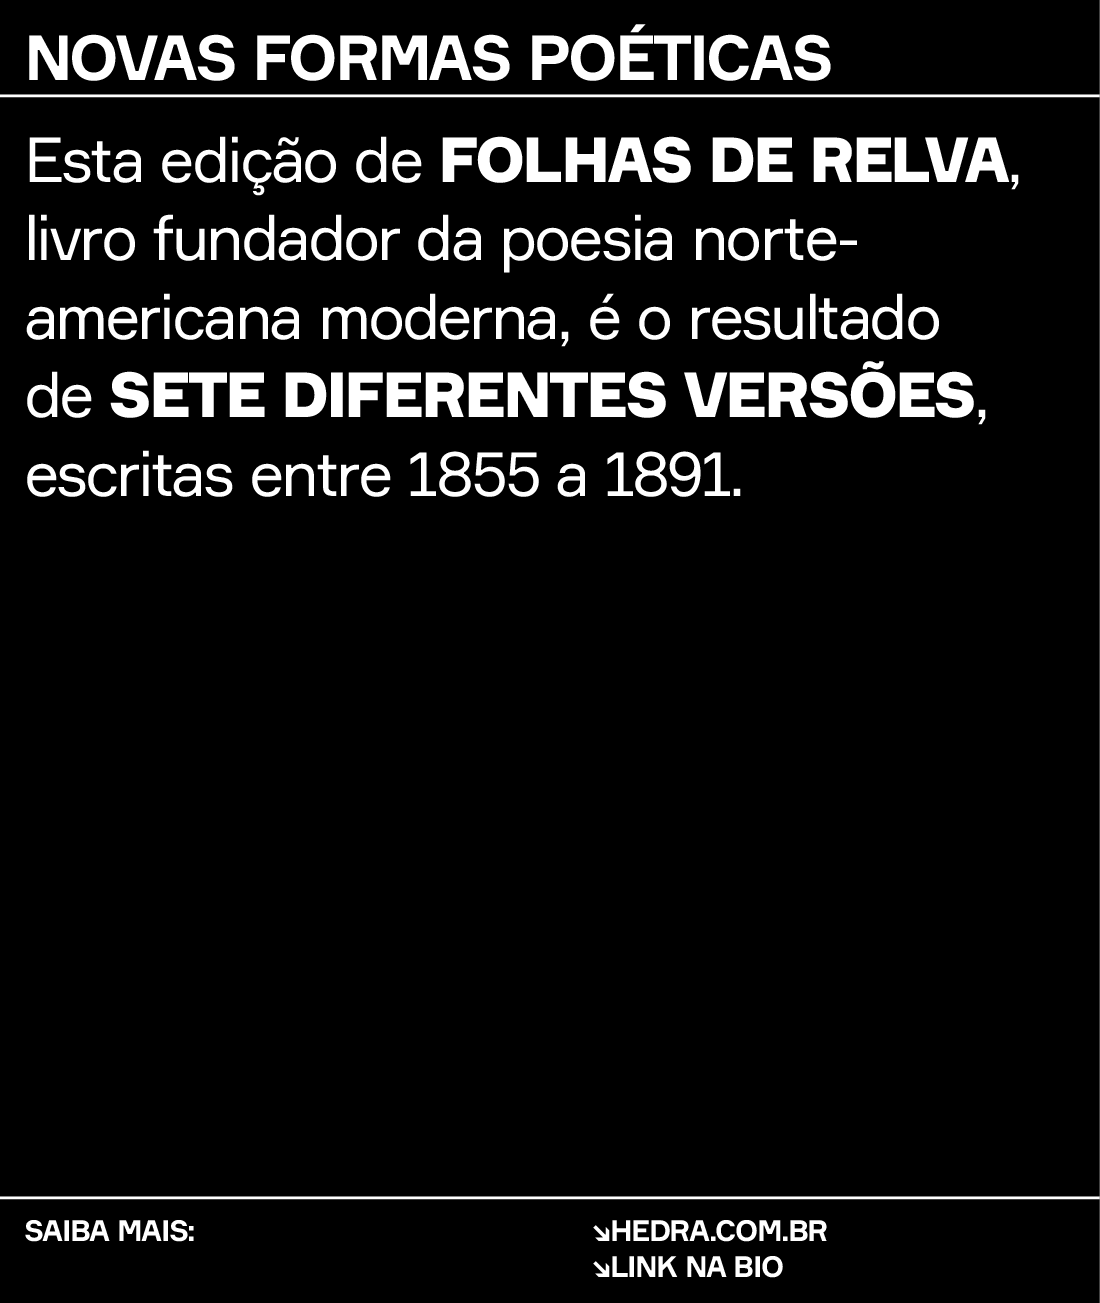 NOVAS FORMAS POÉTICAS
Esta edição de FOLHAS DE RELVA,
livro fundador da poesia norte-
americana moderna, é o resultado
de SETE DIFERENTES VERSÕES,
escritas entre 1855 a 1891.
SAIBA MAIS:
↘HEDRA.COM.BR
↘LINK NA BIO